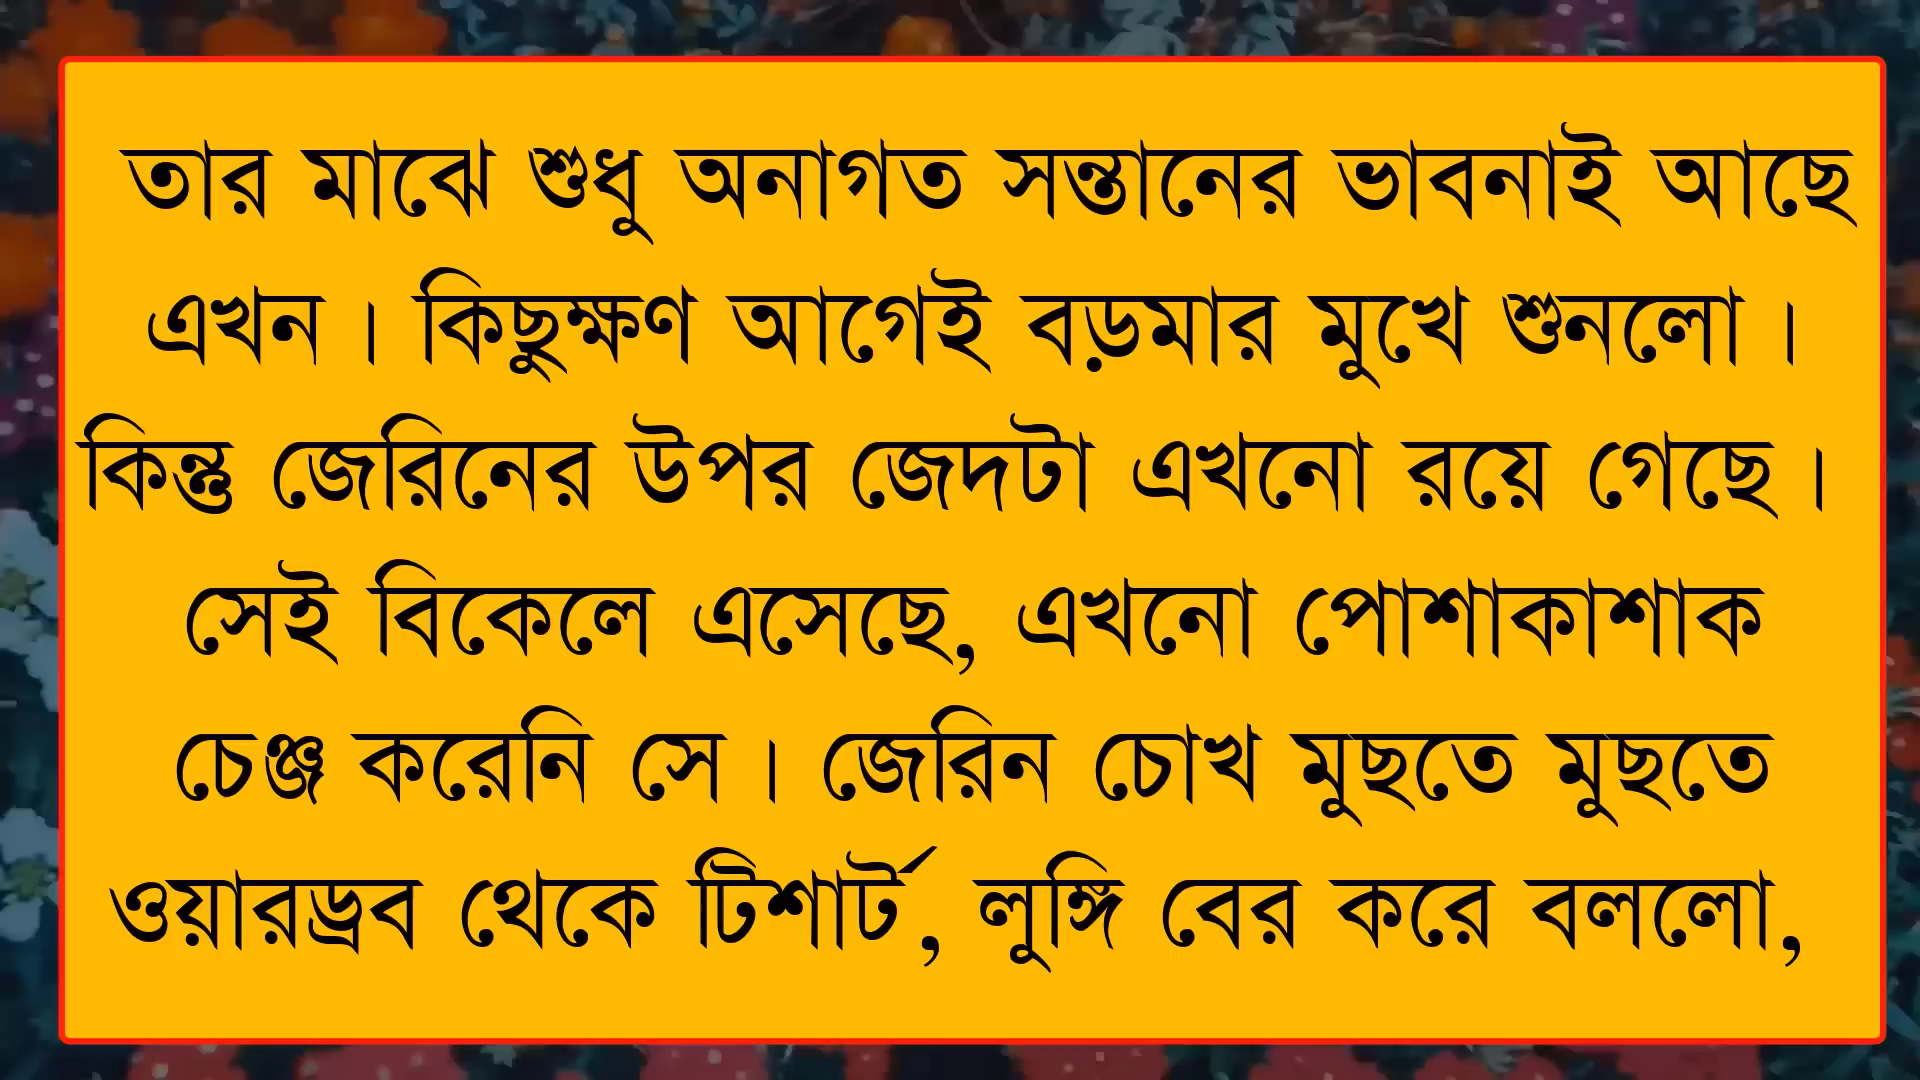 তার মাঝে শুধু অনাগত সন্তানের ভাবনাই আছে
এখন। কিছুক্ষণ আগেই বড়মার মুখে শুনলো।
কিন্তু জেরিনের উপর জেদটা এখনো রয়ে গেছে।
সেই বিকেলে এসেছে, এখনো পোশাকাশাক
চেঞ্জ করেনি সে। জেরিন চোখ মুছতে মুছতে
ওয়ারড্রব থেকে টিশার্ট, লুঙ্গি বের করে বললো,